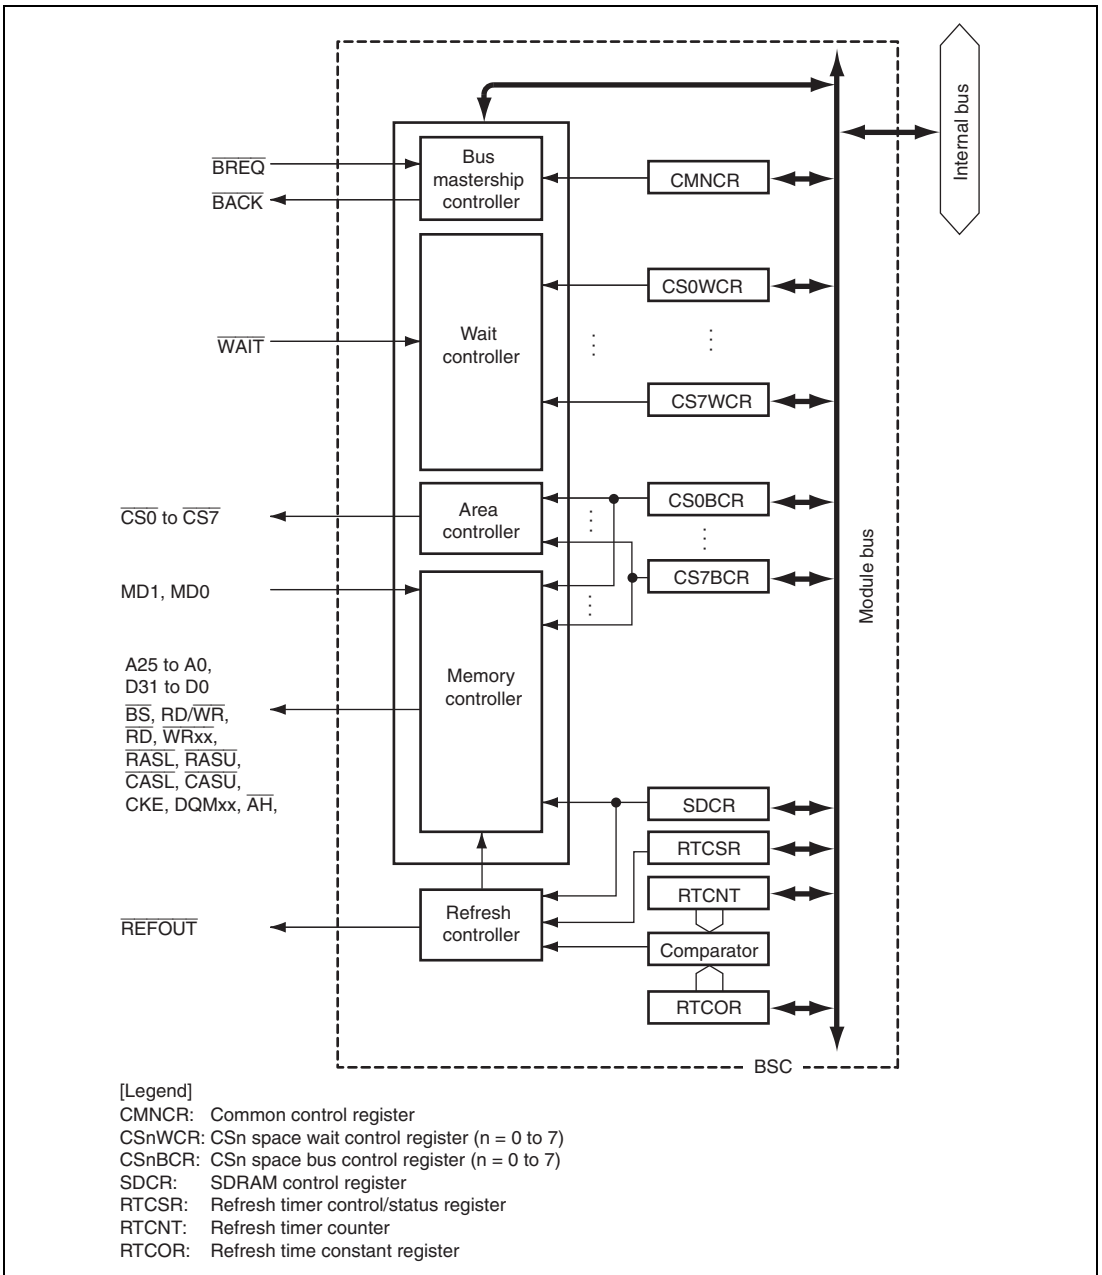 Internal bus
Bus
mastership
controller
BREQ
BACK
CMNCR
CS0WCR
Wait
controller
WAIT
CS7WCR
CS0BCR
Area
controller
CS0 to CS7
CS7BCR
MD1, MD0
Module bus
A25 to A0,
D31 to D0
BS, RD/WR,
RD, WRxx,
RASL, RASU,
CASL, CASU,
CKE, DQMxx, AH,
Memory
controller
SDCR
RTCSR
RTCNT
Refresh
controller
REFOUT
Comparator
RTCOR
BSC
[Legend]
CMNCR: Common control register
CSnWCR: CSn space wait control register (n = 0 to 7)
CSnBCR: CSn space bus control register (n = 0 to 7)
SDCR: SDRAM control register
RTCSR: Refresh timer control/status register
RTCNT: Refresh timer counter
RTCOR: Refresh time constant register